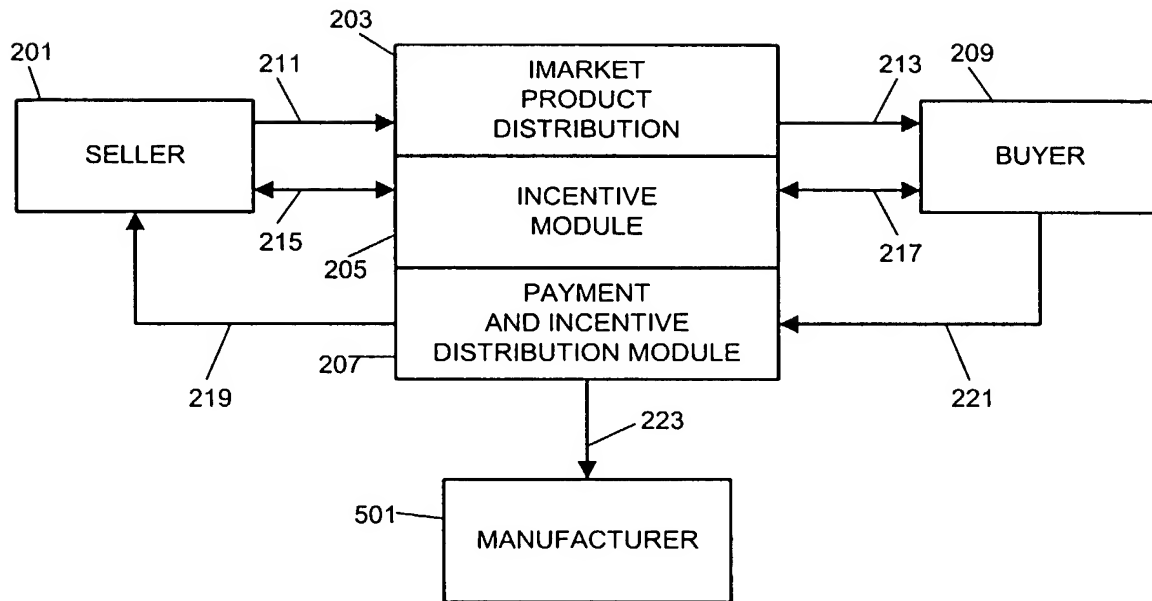 201
211
203
IMARKET
PRODUCT
DISTRIBUTION
213
209
SELLER
BUYER
215
205
INCENTIVE
MODULE
217
219
207
PAYMENT
AND INCENTIVE
DISTRIBUTION MODULE
221
223
501
MANUFACTURER